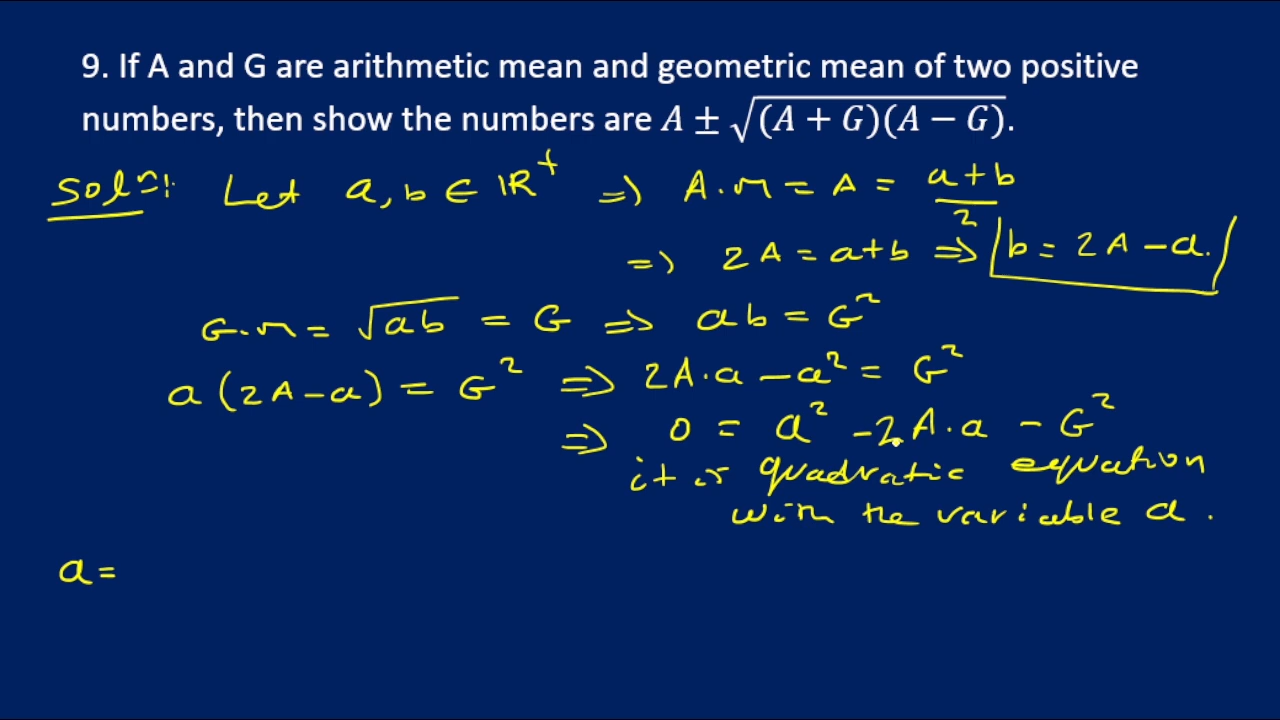 9. If A and G are arithmetic mean and geometric mean of two positive
numbers, then show the numbers are A ± √(A + G)(A − G).
Sol^n: Let a, b ∈ IR⁺ ⇒ A.M = A = (a+b)/2
⇒ 2A = a+b ⇒ b = 2A − a.
G.M = √ab = G ⇒ ab = G²
a(2A−a) = G² ⇒ 2A·a − a² = G²
⇒ 0 = a² − 2A·a − G²
it is quadratic equation
with the variable a.
a =